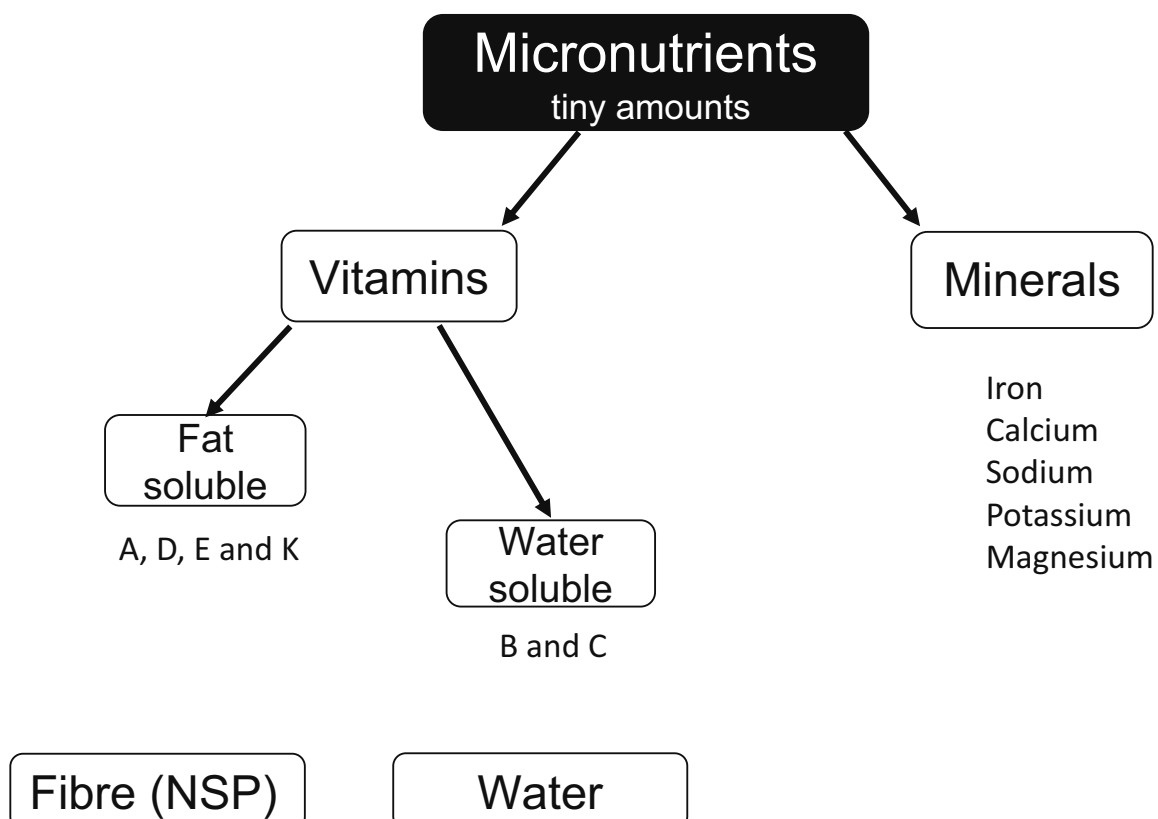 Micronutrients
tiny amounts
Vitamins
Minerals
Fat
soluble
A, D, E and K
Water
soluble
B and C
Iron
Calcium
Sodium
Potassium
Magnesium
Fibre (NSP)
Water